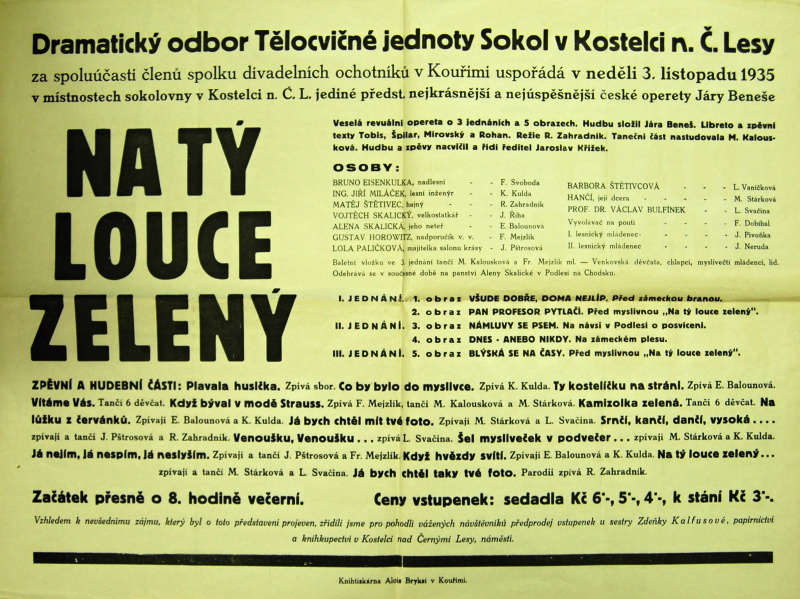 Dramatický odbor Tělocvičné jednoty Sokol v Kostelci n. Č. Lesy
za spoluúčasti členů spolku divadelních ochotníků v Kouřimi uspořádá v neděli 3. listopadu 1935
v místnostech sokolovny v Kostelci n. Č. L. jediné předst. nejkrásnější a nejúspěšnější české operety Járy Beneše
NA TÝ
LOUCE
ZELENÝ
Veselá revuální opereta o 3 jednáních a 5 obrazech. Hudbu složil Jára Beneš. Libreto a zpěvní
texty Tobis, Špilar, Mírovský a Rohan. Režie R. Zahradník. Taneční část nastudovala M. Kalous-
ková. Hudbu a zpěvy nacvičil a řídí ředitel Jaroslav Křížek.
OSOBY:
BRUNO EISENKULKA, nadlesní - - F. Svoboda
ING. JIŘÍ MILÁČEK, lesní inženýr - - K. Kulda
MATĚJ ŠTĚTIVEC, hajný - - R. Zahradník
VOJTĚCH SKALICKÝ, velkostatkář - - J. Říha
ALENA SKALICKÁ, jeho neteř - - E. Balounová
GUSTAV HOROWITZ, nadporučík v. v. - - F. Mejzlík
LOLA PALIČKOVÁ, majitelka salonu krásy - J. Pštrosová
BARBORA ŠTĚTIVCOVÁ - - - L. Vaníčková
HANČÍ, její dcera - - - - M. Stárková
PROF. DR. VÁCLAV BULFÍNEK - - L. Svačina
Vyvolávač na pouti - - - - F. Dobíhal
I. lesnický mládenec - - - - J. Pivoňka
II. lesnický mládenec - - - J. Neruda
Baletní vložku ve 3. jednání tančí M. Kalousková a Fr. Mejzlík ml. — Venkovská děvčata, chlapci, myslivečtí mládenci, lid.
Odehrává se v současné době na panství Aleny Skalické v Podlesí na Chodsku.
I. JEDNÁNÍ. 1. obraz VŠUDE DOBŘE, DOMA NEJLÍP. Před zámeckou branou.
2. obraz PAN PROFESOR PYTLAČÍ. Před myslivnou „Na tý louce zelený".
II. JEDNÁNÍ. 3. obraz NÁMLUVY SE PSEM. Na návsi v Podlesí o posvícení.
4. obraz DNES - ANEBO NIKDY. Na zámeckém plesu.
III. JEDNÁNÍ. 5. obraz BLÝSKÁ SE NA ČASY. Před myslivnou „Na tý louce zelený".
ZPĚVNÍ A HUDEBNÍ ČÁSTI: Plavala husička. Zpívá sbor. Co by bylo do myslivce. Zpívá K. Kulda. Ty kostelíčku na stráni. Zpívá E. Balounová.
Vítáme Vás. Tančí 6 děvčat. Když býval v modě Strauss. Zpívá F. Mejzlík, tančí M. Kalousková a M. Stárková. Kamizolka zelená. Tančí 6 děvčat. Na
lůžku z červánků. Zpívají E. Balounová a K. Kulda. Já bych chtěl mít tvé foto. Zpívají M. Stárková a L. Svačina. Srnčí, kančí, dančí, vysoká ....
zpívají a tančí J. Pštrosová a R. Zahradník. Venoušku, Venoušku... zpívá L. Svačina. Šel mysliveček v podvečer... zpívají M. Stárková a K. Kulda.
Já nejím, já nespím, já neslyším. Zpívají a tančí J. Pštrosová a Fr. Mejzlík. Když hvězdy svítí. Zpívají E. Balounová a K. Kulda. Na tý louce zelený...
zpívají a tančí M. Stárková a L. Svačina. Já bych chtěl taky tvé foto. Parodii zpívá R. Zahradník.
Začátek přesně o 8. hodině večerní. Ceny vstupenek: sedadla Kč 6·-, 5·-, 4·-, k stání Kč 3·-.
Vzhledem k nevšednímu zájmu, který byl o toto představení projeven, zřídili jsme pro pohodlí vážených návštěvníků předprodej vstupenek u sestry Zdeňky Kalfusové, papírnictví
a knihkupectví v Kostelci nad Černými Lesy, náměstí.
Knihtiskárna Alois Bryksí v Kouřimi.